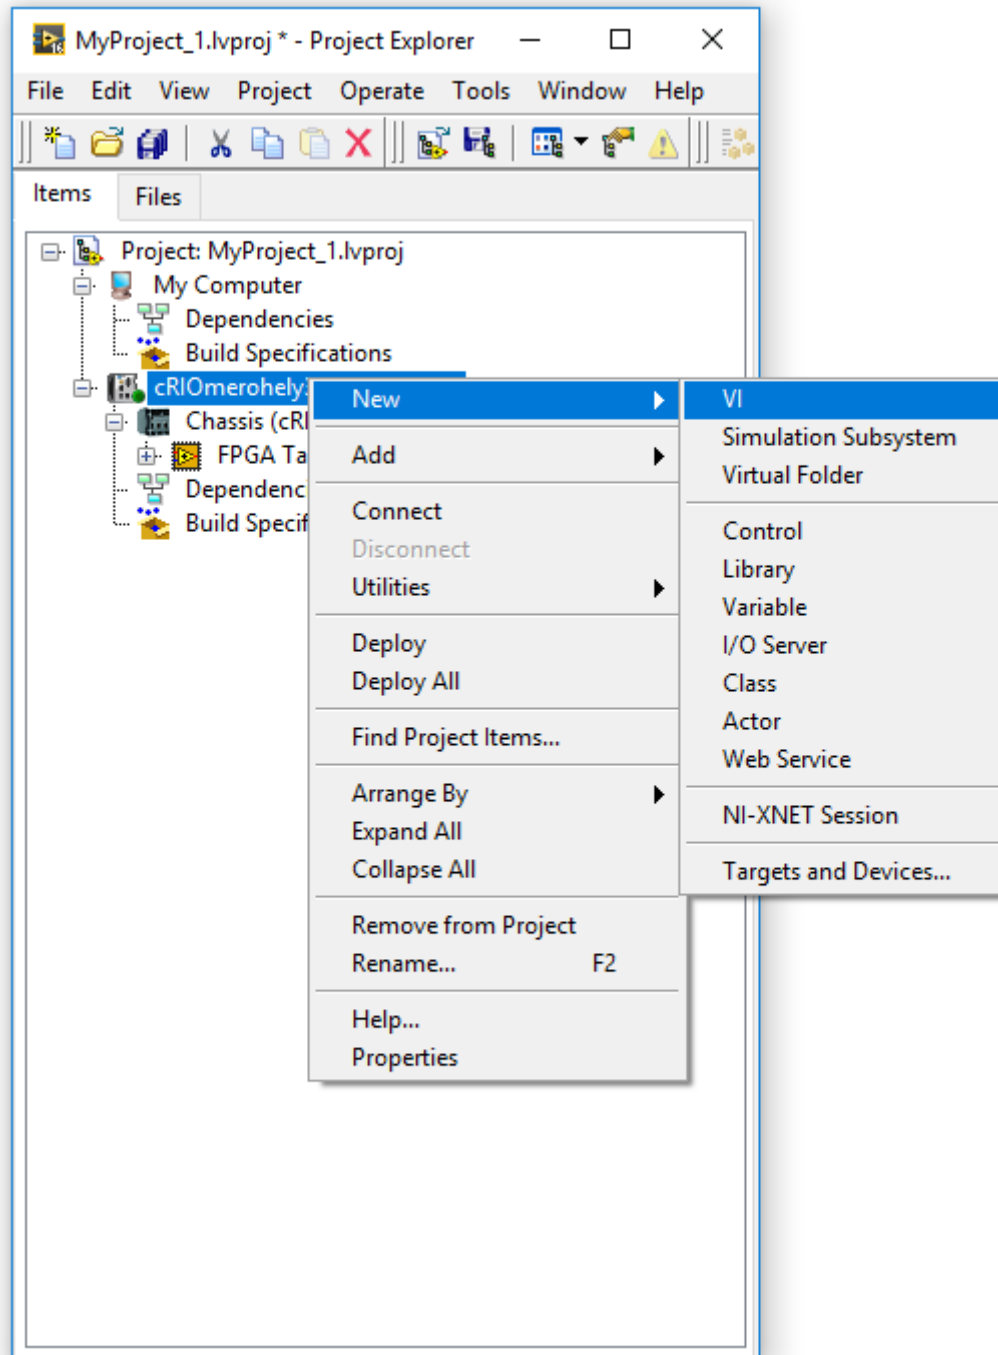 MyProject_1.lvproj * - Project Explorer
File Edit View Project Operate Tools Window Help
Items Files
Project: MyProject_1.lvproj
My Computer
Dependencies
Build Specifications
cRIOmerohely
Chassis (cRI
FPGA Ta
Dependenc
Build Specif
New
Add
Connect
Disconnect
Utilities
Deploy
Deploy All
Find Project Items...
Arrange By
Expand All
Collapse All
Remove from Project
Rename... F2
Help...
Properties
VI
Simulation Subsystem
Virtual Folder
Control
Library
Variable
I/O Server
Class
Actor
Web Service
NI-XNET Session
Targets and Devices...